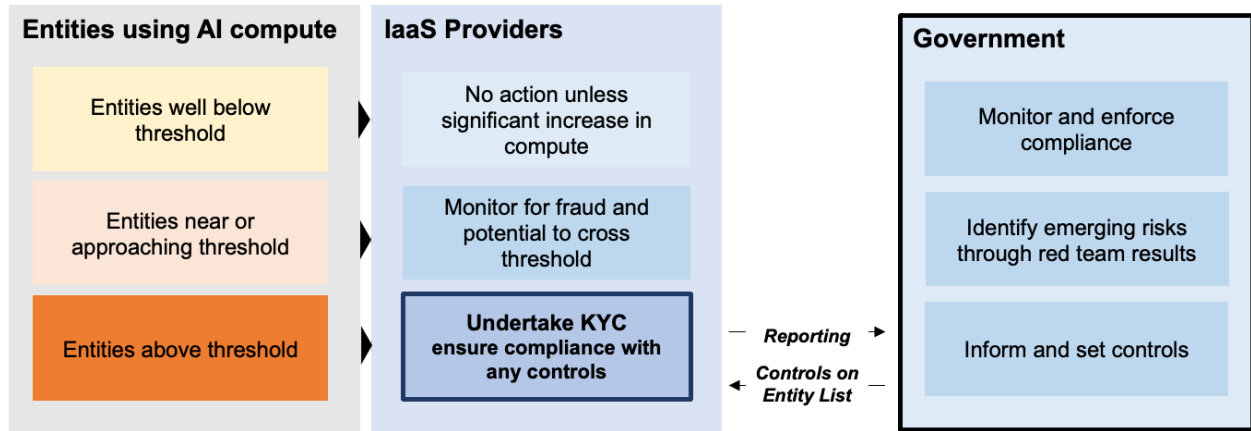 Entities using AI compute
Entities well below
threshold
Entities near or
approaching threshold
Entities above threshold
IaaS Providers
No action unless
significant increase in
compute
Monitor for fraud and
potential to cross
threshold
Undertake KYC
ensure compliance with
any controls
Reporting
Controls on
Entity List
Government
Monitor and enforce
compliance
Identify emerging risks
through red team results
Inform and set controls